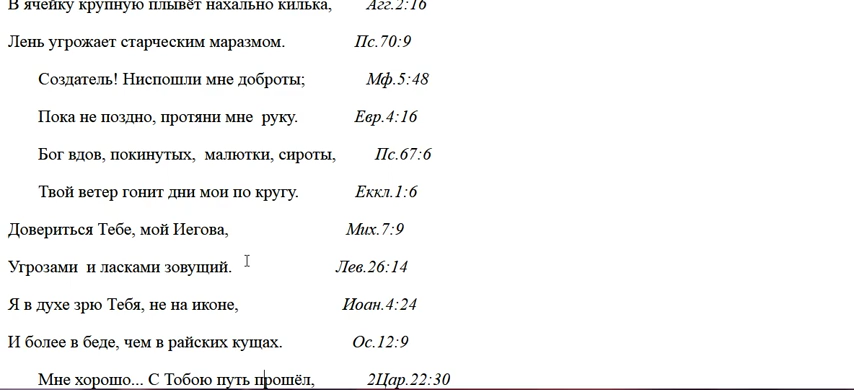 В ячейку крупную плывёт нахально килька, Агг.2:16
Лень угрожает старческим маразмом. Пс.70:9
Создатель! Ниспошли мне доброты; Мф.5:48
Пока не поздно, протяни мне руку. Евр.4:16
Бог вдов, покинутых, малютки, сироты, Пс.67:6
Твой ветер гонит дни мои по кругу. Еккл.1:6
Довериться Тебе, мой Иегова, Мих.7:9
Угрозами и ласками зовущий. Лев.26:14
Я в духе зрю Тебя, не на иконе, Иоан.4:24
И более в беде, чем в райских кущах. Ос.12:9
Мне хорошо... С Тобою путь прошёл, 2Цар.22:30